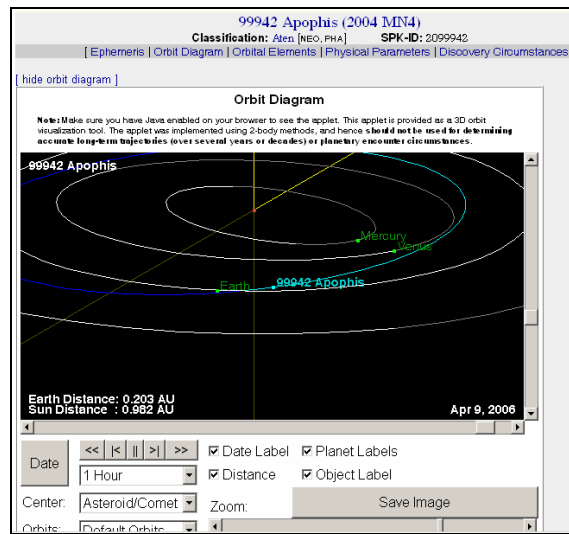 99942 Apophis (2004 MN4)
Classification: Aten [NEO, PHA] SPK-ID: 2099942
[ Ephemeris | Orbit Diagram | Orbital Elements | Physical Parameters | Discovery Circumstances
[ hide orbit diagram ]
Orbit Diagram
Note: Make sure you have Java enabled on your browser to see the applet. This applet is provided as a 3D orbit
visualization tool. The applet was implemented using 2-body methods, and hence should not be used for determining
accurate long-term trajectories (over several years or decades) or planetary encounter circumstances.
99942 Apophis
Mercury
Venus
Earth
99942 Apophis
Earth Distance: 0.203 AU
Sun Distance : 0.982 AU
Apr 9, 2006
Date
<< |< || >| >>
Date Label
Planet Labels
1 Hour
Distance
Object Label
Center:
Asteroid/Comet
Zoom:
Save Image
Orbits:
Default Orbits